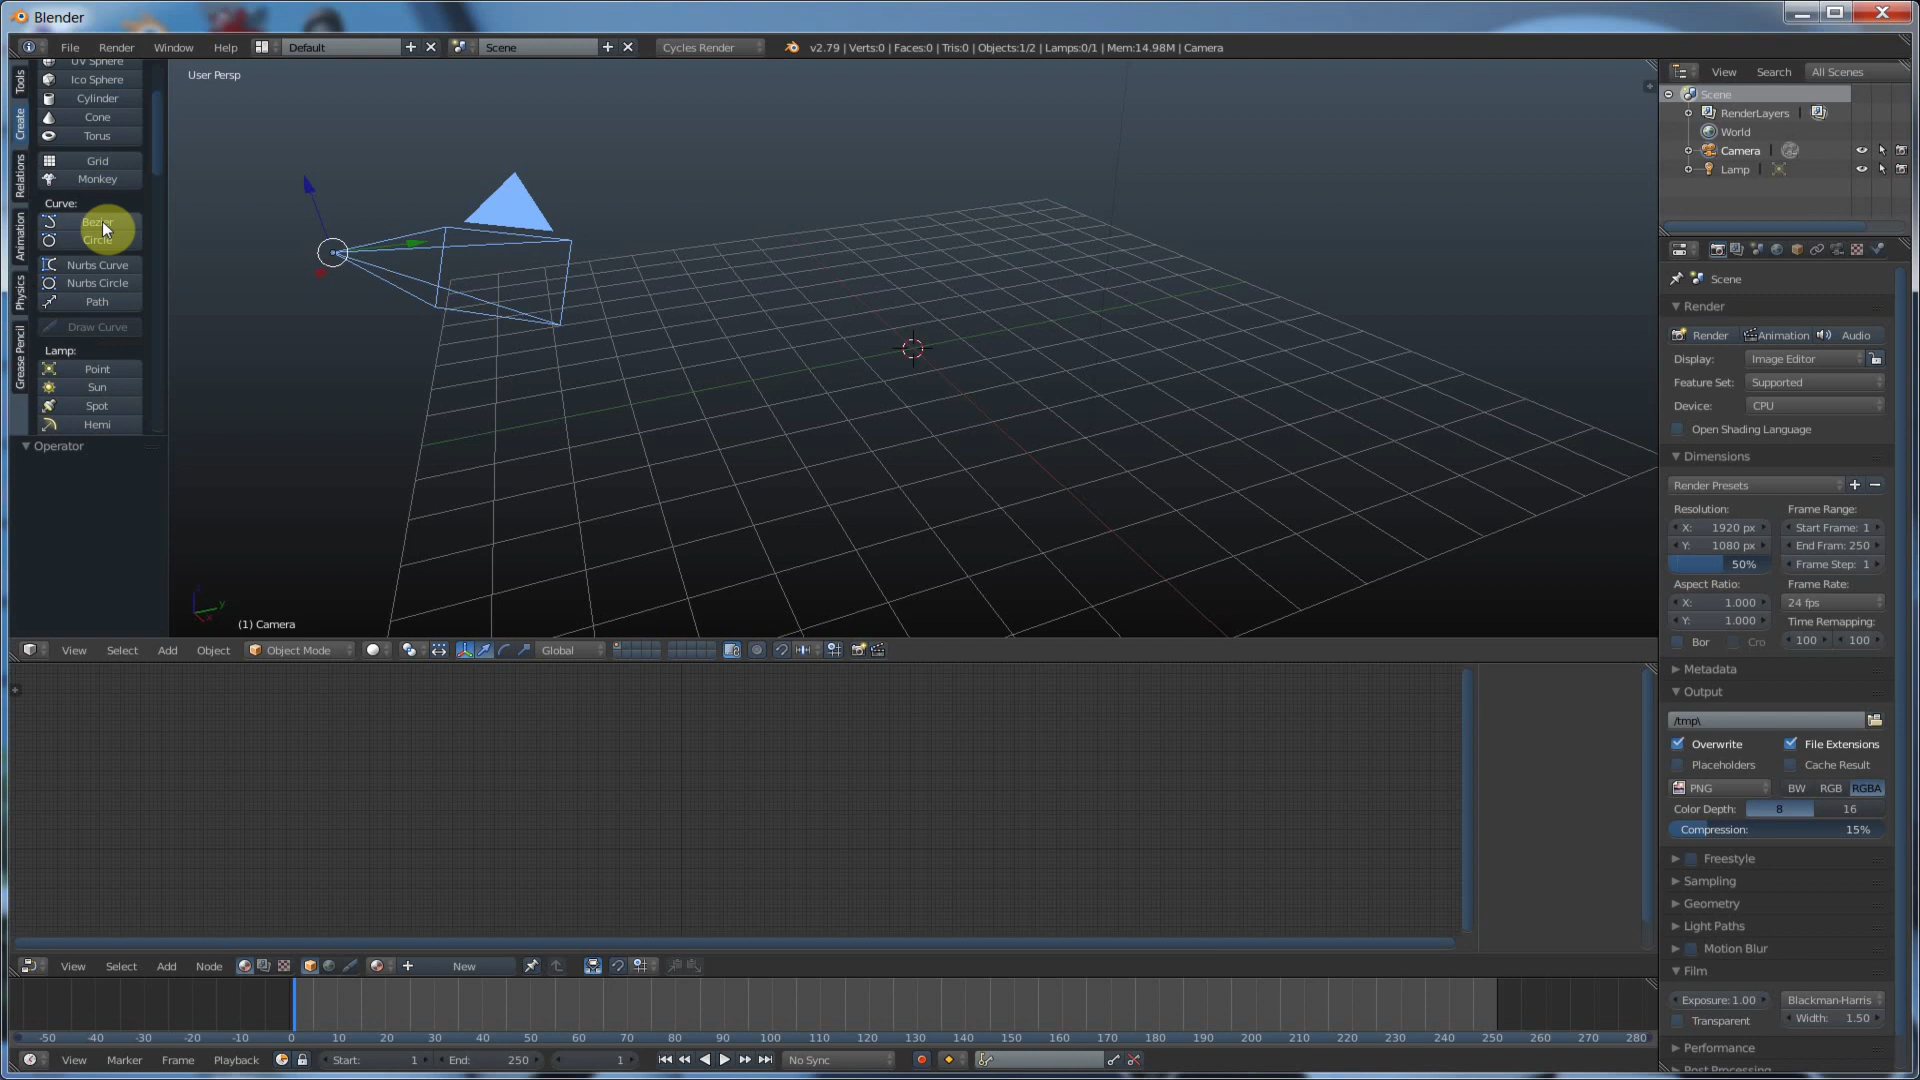 Blender
File Render Window Help Default Scene Cycles Render v2.79 | Verts:0 | Faces:0 | Tris:0 | Objects:1/2 | Lamps:0/1 | Mem:14.98M | Camera
Tools
Create
Relations
Animation
Physics
Grease Pencil
UV Sphere
Ico Sphere
Cylinder
Cone
Torus
Grid
Monkey
Curve:
Bezier
Circle
Nurbs Curve
Nurbs Circle
Path
Draw Curve
Lamp:
Point
Sun
Spot
Hemi
Operator
User Persp
(1) Camera
View Select Add Object Object Mode Global
View Select Add Node New
-50 -40 -30 -20 -10 0 10 20 30 40 50 60 70 80 90 100 110 120 130 140 150 160 170 180 190 200 210 220 230 240 250 260 270 280
View Marker Frame Playback Start: 1 End: 250 1 No Sync
View Search All Scenes
Scene
RenderLayers
World
Camera
Lamp
Scene
Render
Render Animation Audio
Display: Image Editor
Feature Set: Supported
Device: CPU
Open Shading Language
Dimensions
Render Presets
Resolution: Frame Range:
X: 1920 px Start Frame: 1
Y: 1080 px End Fram: 250
50% Frame Step: 1
Aspect Ratio: Frame Rate:
X: 1.000 24 fps
Y: 1.000 Time Remapping:
Bor Cro 100 100
Metadata
Output
/tmp\
Overwrite File Extensions
Placeholders Cache Result
PNG BW RGB RGBA
Color Depth: 8 16
Compression: 15%
Freestyle
Sampling
Geometry
Light Paths
Motion Blur
Film
Exposure: 1.00 Blackman-Harris
Transparent Width: 1.50
Performance
Post Processing